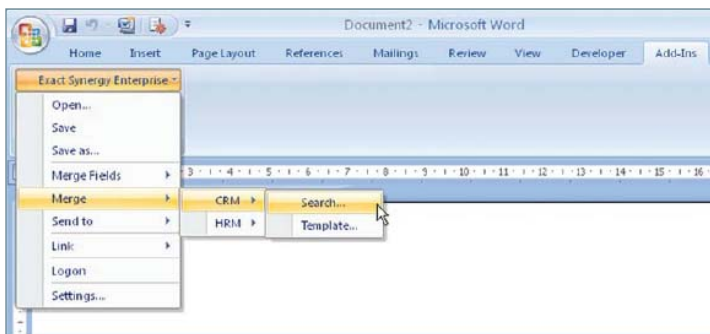 Document2 - Microsoft Word
Home Insert Page Layout References Mailings Review View Developer Add-Ins
Exact Synergy Enterprise
Open...
Save
Save as...
Merge Fields
3 · 4 · 5 · 6 · 7 · 8 · 9 · 10 · 11 · 12 · 13 · 14 · 15 · 16
Merge CRM Search...
Send to HRM Template...
Link
Logon
Settings...